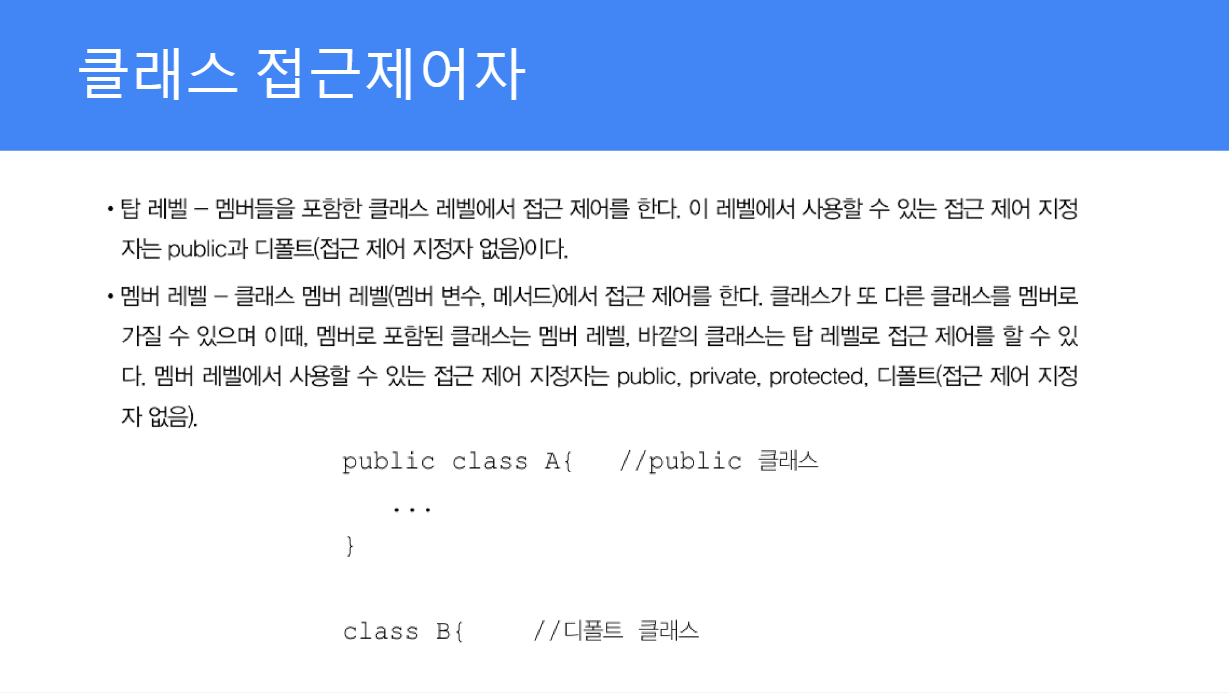 클래스 접근제어자
• 탑 레벨 – 멤버들을 포함한 클래스 레벨에서 접근 제어를 한다. 이 레벨에서 사용할 수 있는 접근 제어 지정
자는 public과 디폴트(접근 제어 지정자 없음)이다.
• 멤버 레벨 – 클래스 멤버 레벨(멤버 변수, 메서드)에서 접근 제어를 한다. 클래스가 또 다른 클래스를 멤버로
가질 수 있으며 이때, 멤버로 포함된 클래스는 멤버 레벨, 바깥의 클래스는 탑 레벨로 접근 제어를 할 수 있
다. 멤버 레벨에서 사용할 수 있는 접근 제어 지정자는 public, private, protected, 디폴트(접근 제어 지정
자 없음).
public class A{ //public 클래스
...
}
class B{ //디폴트 클래스